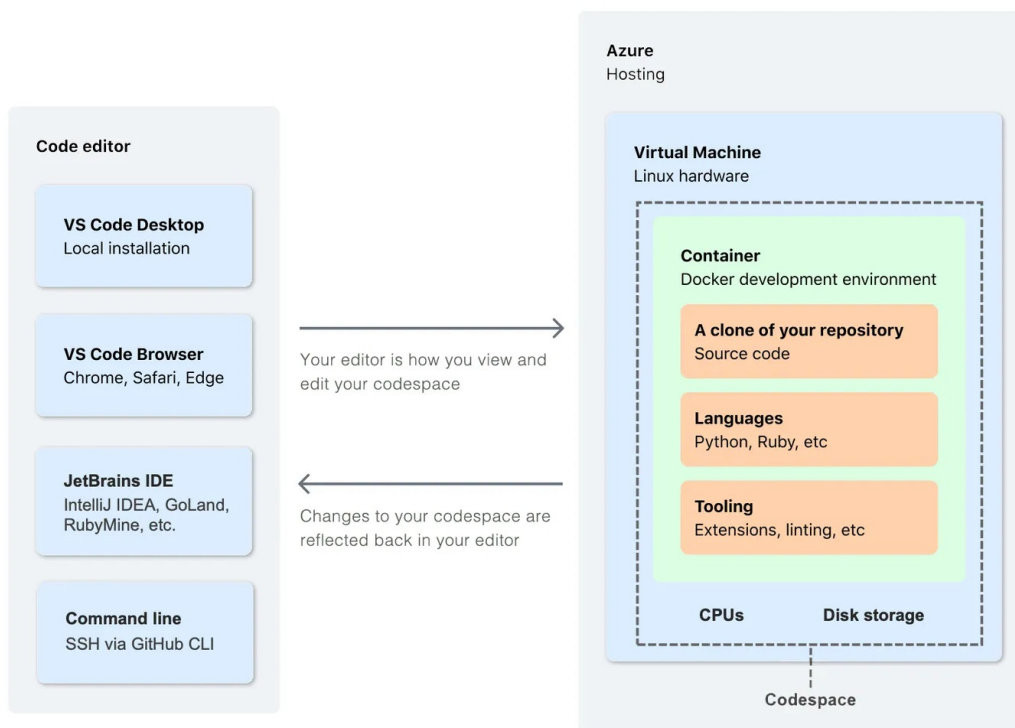 Code editor
VS Code Desktop
Local installation
VS Code Browser
Chrome, Safari, Edge
JetBrains IDE
IntelliJ IDEA, GoLand,
RubyMine, etc.
Command line
SSH via GitHub CLI
Your editor is how you view and
edit your codespace
Changes to your codespace are
reflected back in your editor
Azure
Hosting
Virtual Machine
Linux hardware
Container
Docker development environment
A clone of your repository
Source code
Languages
Python, Ruby, etc
Tooling
Extensions, linting, etc
CPUs
Disk storage
Codespace